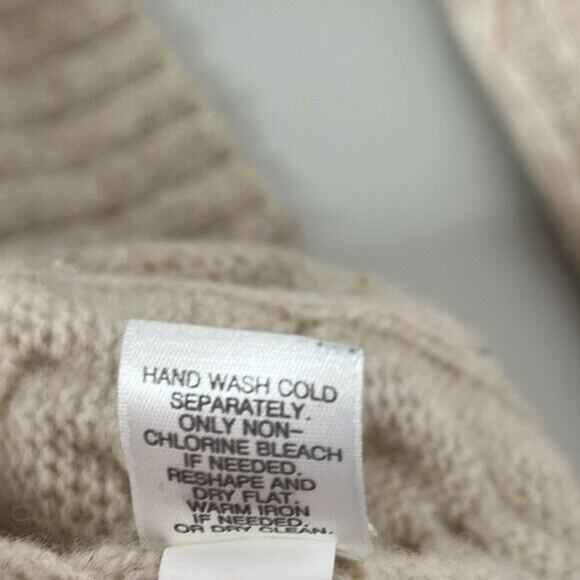 HAND WASH COLD
SEPARATELY.
ONLY NON-
CHLORINE BLEACH
IF NEEDED.
RESHAPE AND
DRY FLAT.
WARM IRON
IF NEEDED.
OR DRY CLEAN.